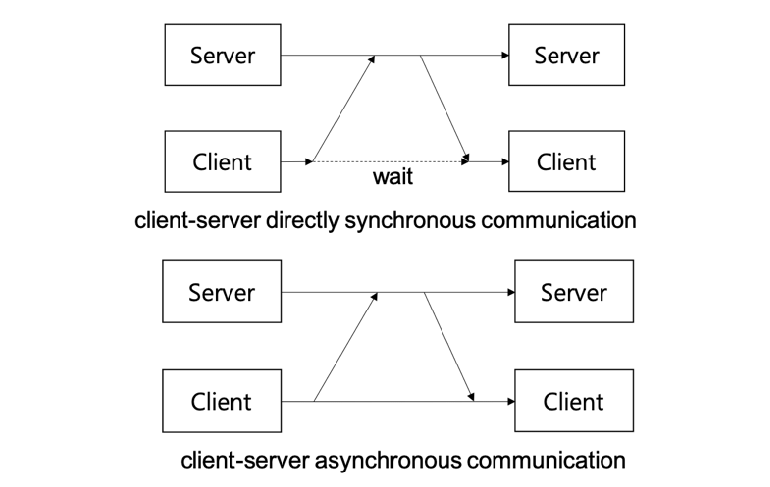 Server Server
Client Client
wait
client-server directly synchronous communication
Server Server
Client Client
client-server asynchronous communication